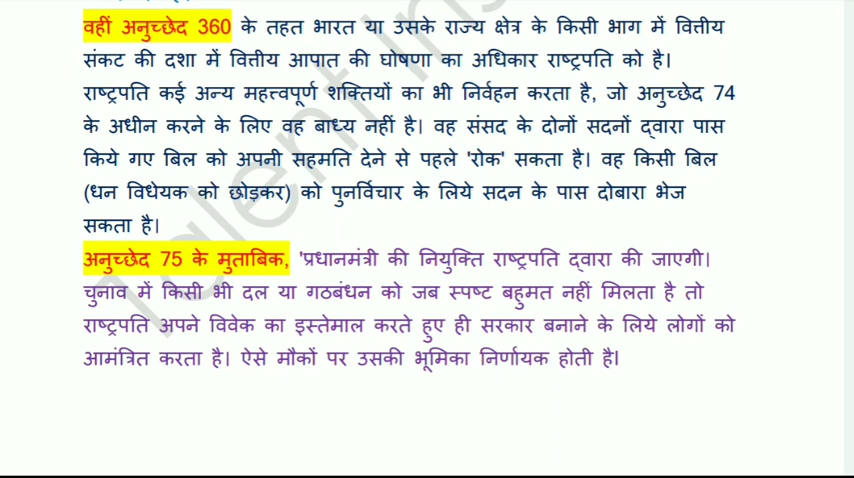 वहीं अनुच्छेद 360 के तहत भारत या उसके राज्य क्षेत्र के किसी भाग में वित्तीय
संकट की दशा में वित्तीय आपात की घोषणा का अधिकार राष्ट्रपति को है।
राष्ट्रपति कई अन्य महत्त्वपूर्ण शक्तियों का भी निर्वहन करता है, जो अनुच्छेद 74
के अधीन करने के लिए वह बाध्य नहीं है। वह संसद के दोनों सदनों द्वारा पास
किये गए बिल को अपनी सहमति देने से पहले 'रोक' सकता है। वह किसी बिल
(धन विधेयक को छोड़कर) को पुनर्विचार के लिये सदन के पास दोबारा भेज
सकता है।
अनुच्छेद 75 के मुताबिक, 'प्रधानमंत्री की नियुक्ति राष्ट्रपति द्वारा की जाएगी।
चुनाव में किसी भी दल या गठबंधन को जब स्पष्ट बहुमत नहीं मिलता है तो
राष्ट्रपति अपने विवेक का इस्तेमाल करते हुए ही सरकार बनाने के लिये लोगों को
आमंत्रित करता है। ऐसे मौकों पर उसकी भूमिका निर्णायक होती है।